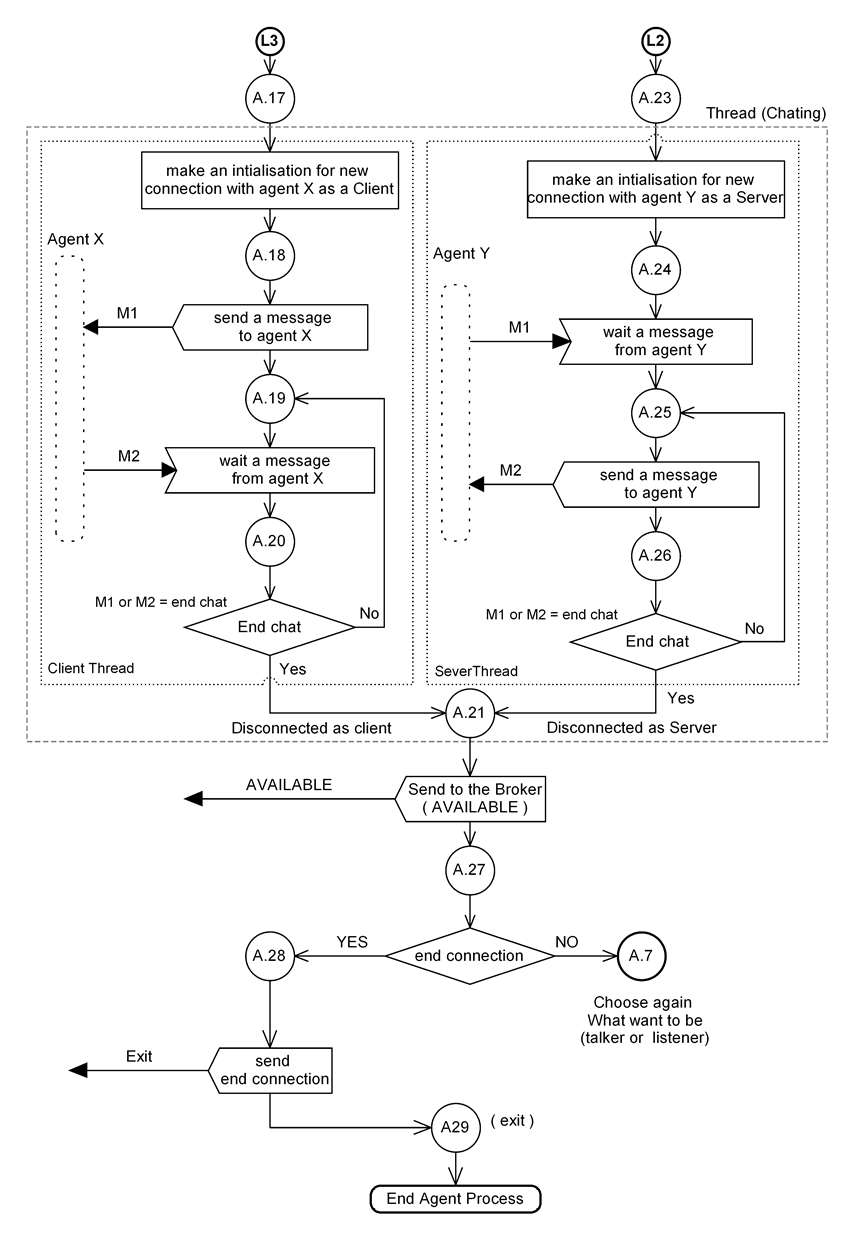 L3
L2
A.17
A.23
Thread (Chating)
make an intialisation for new
connection with agent X as a Client
A.18
Agent X
M1
send a message
to agent X
A.19
M2
wait a message
from agent X
A.20
M1 or M2 = end chat
End chat
No
Yes
Client Thread
Disconnected as client
make an intialisation for new
connection with agent Y as a Server
A.24
Agent Y
M1
wait a message
from agent Y
A.25
M2
send a message
to agent Y
A.26
M1 or M2 = end chat
End chat
No
Yes
SeverThread
Disconnected as Server
A.21
AVAILABLE
Send to the Broker
( AVAILABLE )
A.27
end connection
YES
NO
A.28
A.7
Choose again
What want to be
(talker or listener)
Exit
send
end connection
A29
( exit )
End Agent Process